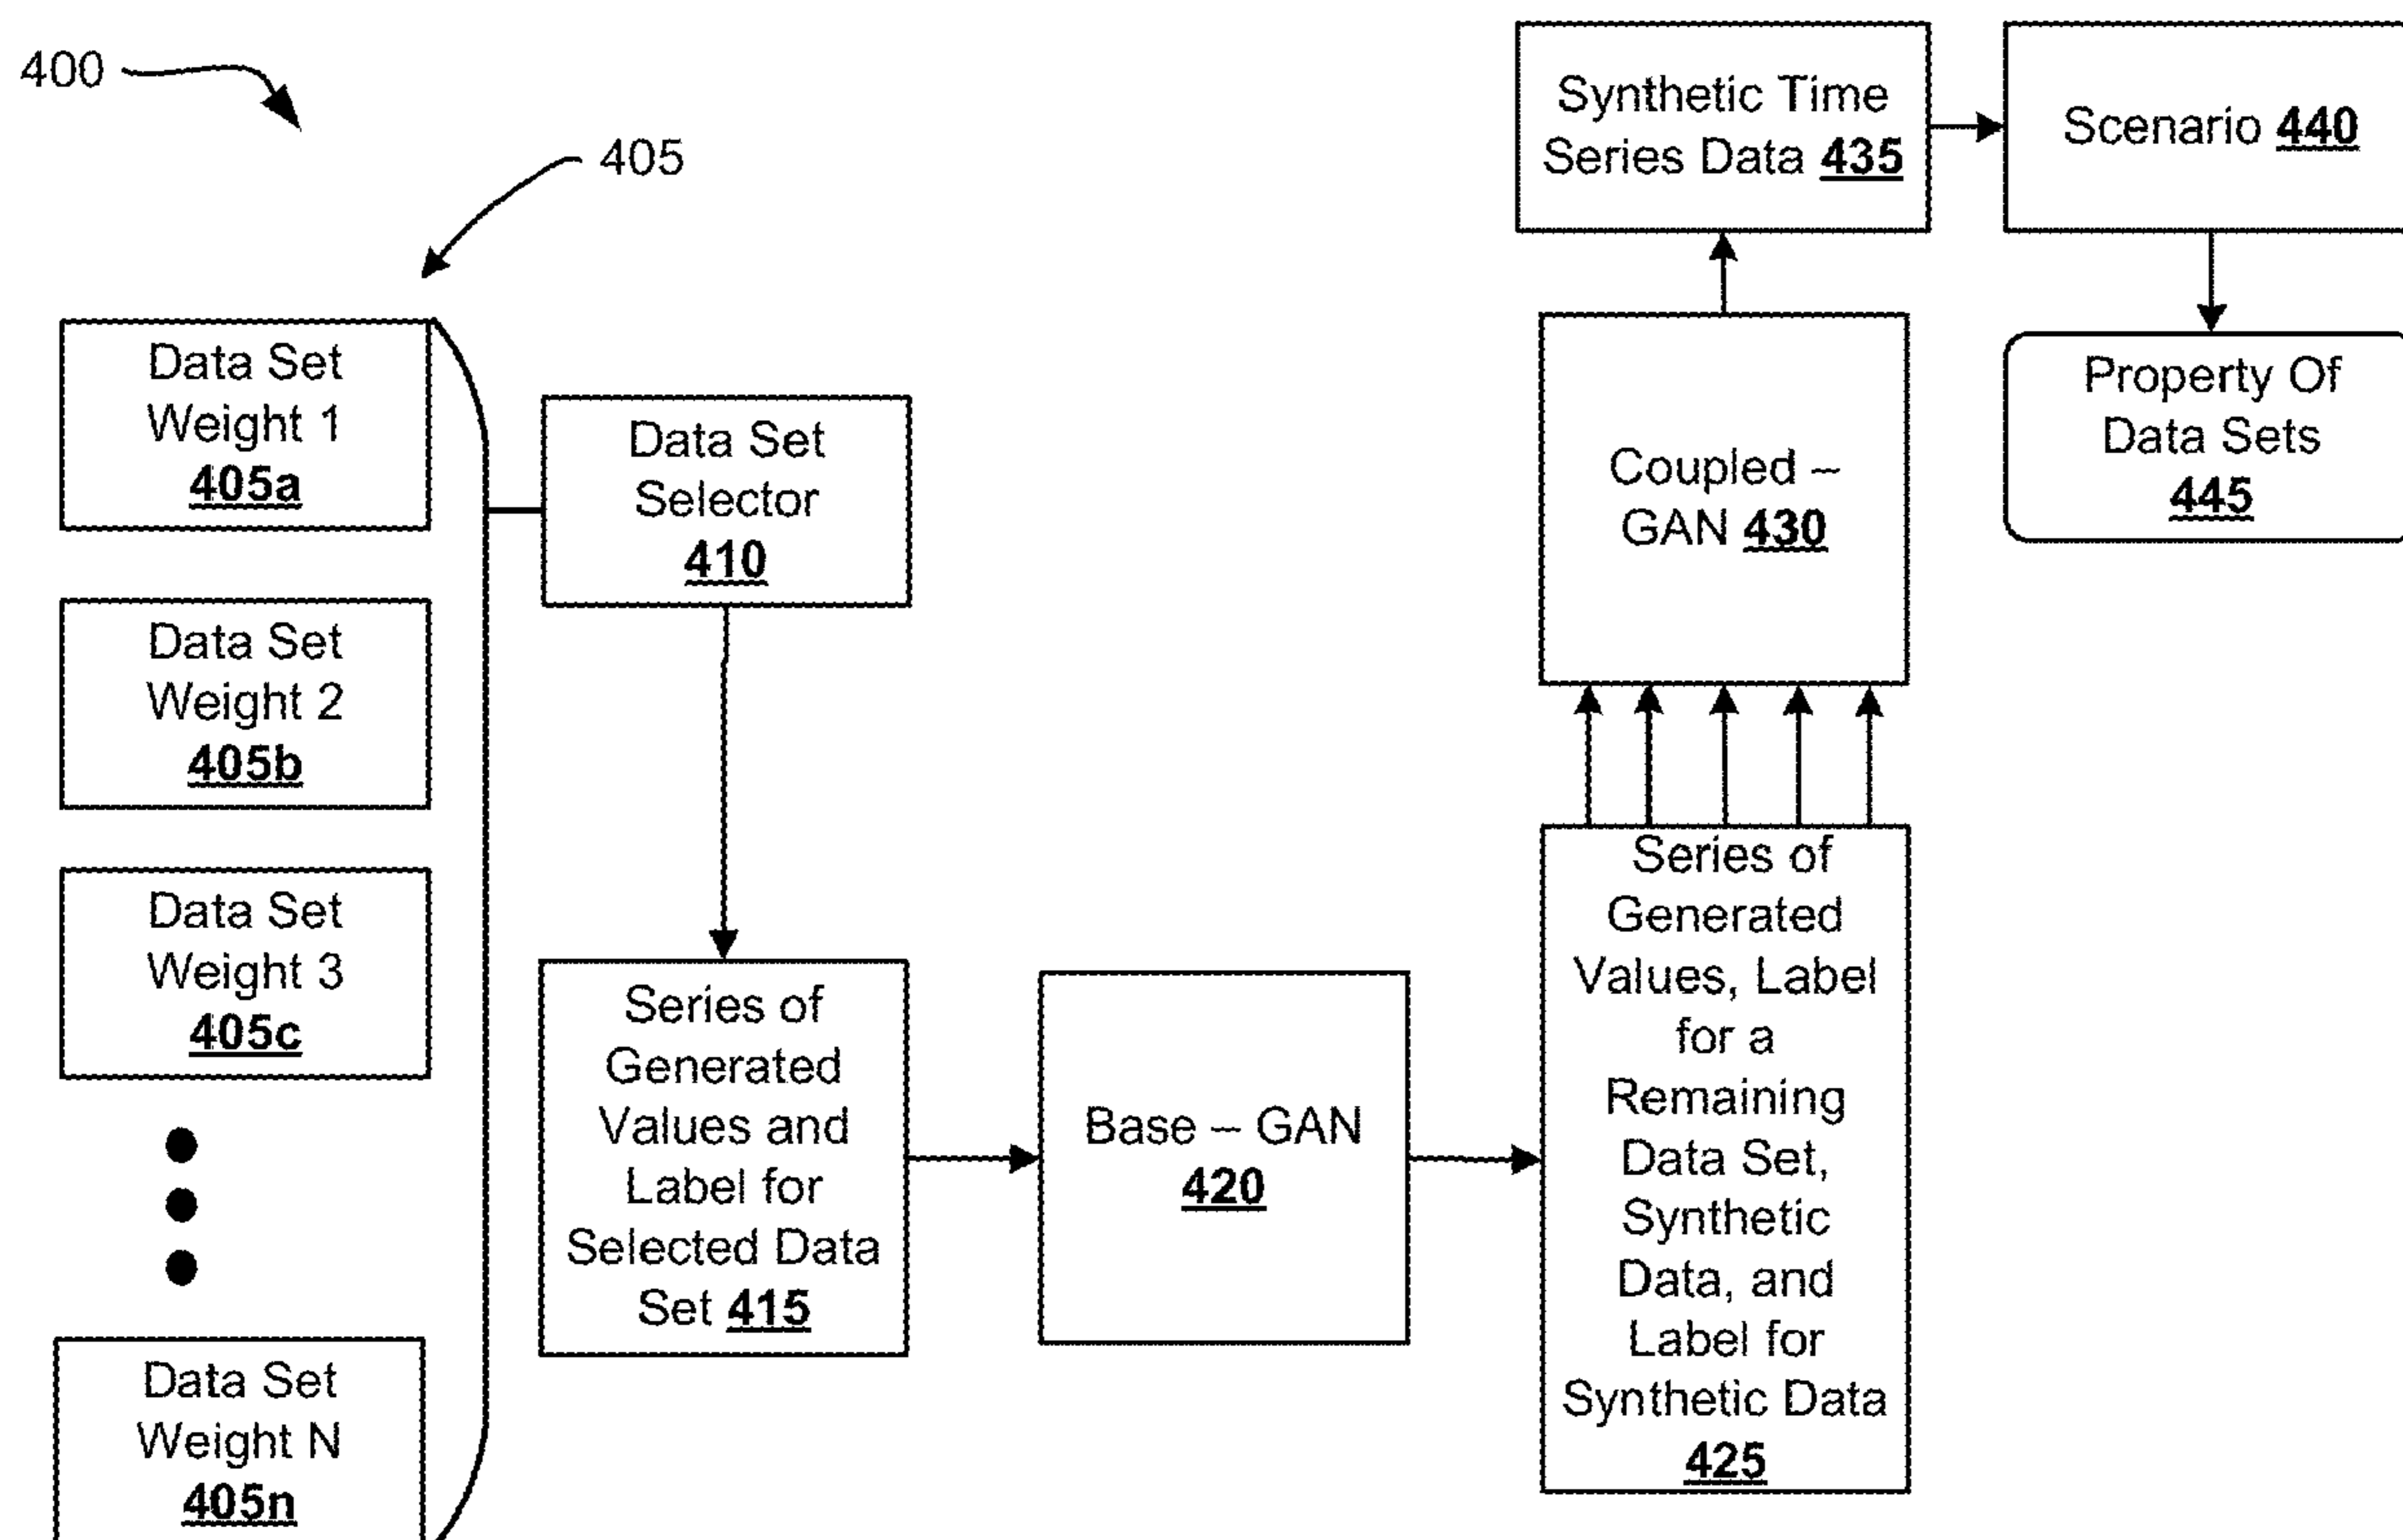 400
405
Data Set
Weight 1
405a
Data Set
Weight 2
405b
Data Set
Weight 3
405c
Data Set
Weight N
405n
Data Set
Selector
410
Series of
Generated
Values and
Label for
Selected Data
Set 415
Base – GAN
420
Series of
Generated
Values, Label
for a
Remaining
Data Set,
Synthetic
Data, and
Label for
Synthetic Data
425
Coupled –
GAN 430
Synthetic Time
Series Data 435
Scenario 440
Property Of
Data Sets
445